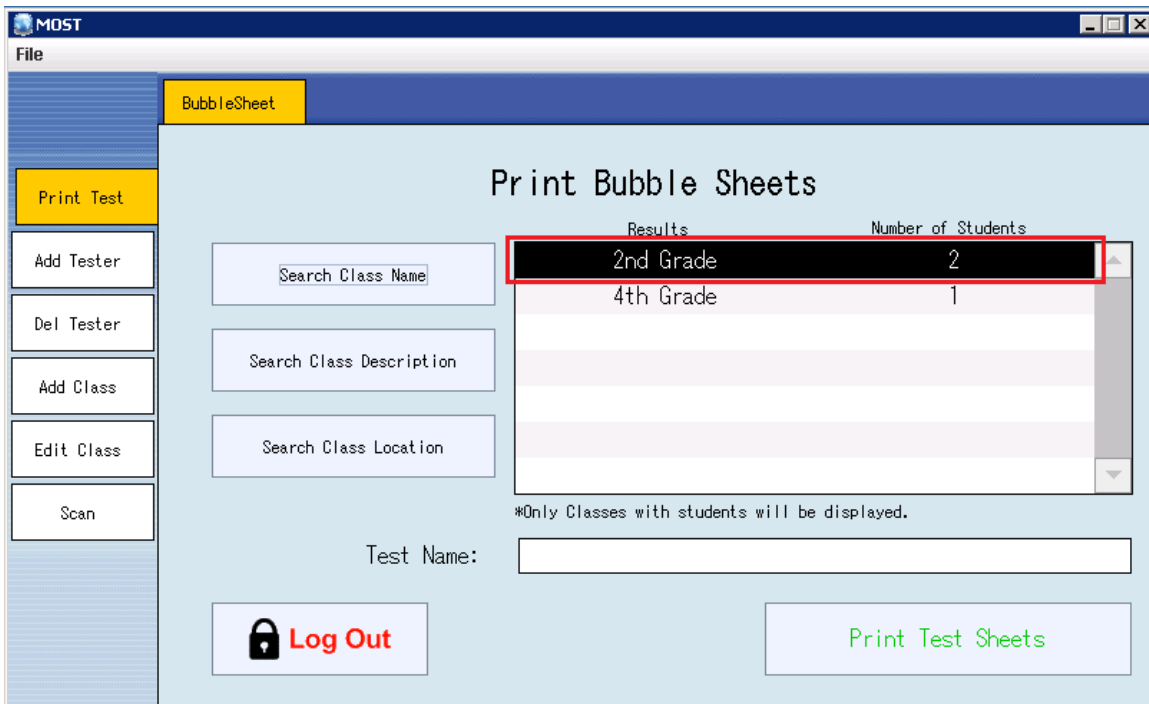 MOST
File
BubbleSheet
Print Test
Add Tester
Del Tester
Add Class
Edit Class
Scan
Print Bubble Sheets
Results Number of Students
Search Class Name
2nd Grade 2
4th Grade 1
Search Class Description
Search Class Location
*Only Classes with students will be displayed.
Test Name:
Log Out
Print Test Sheets